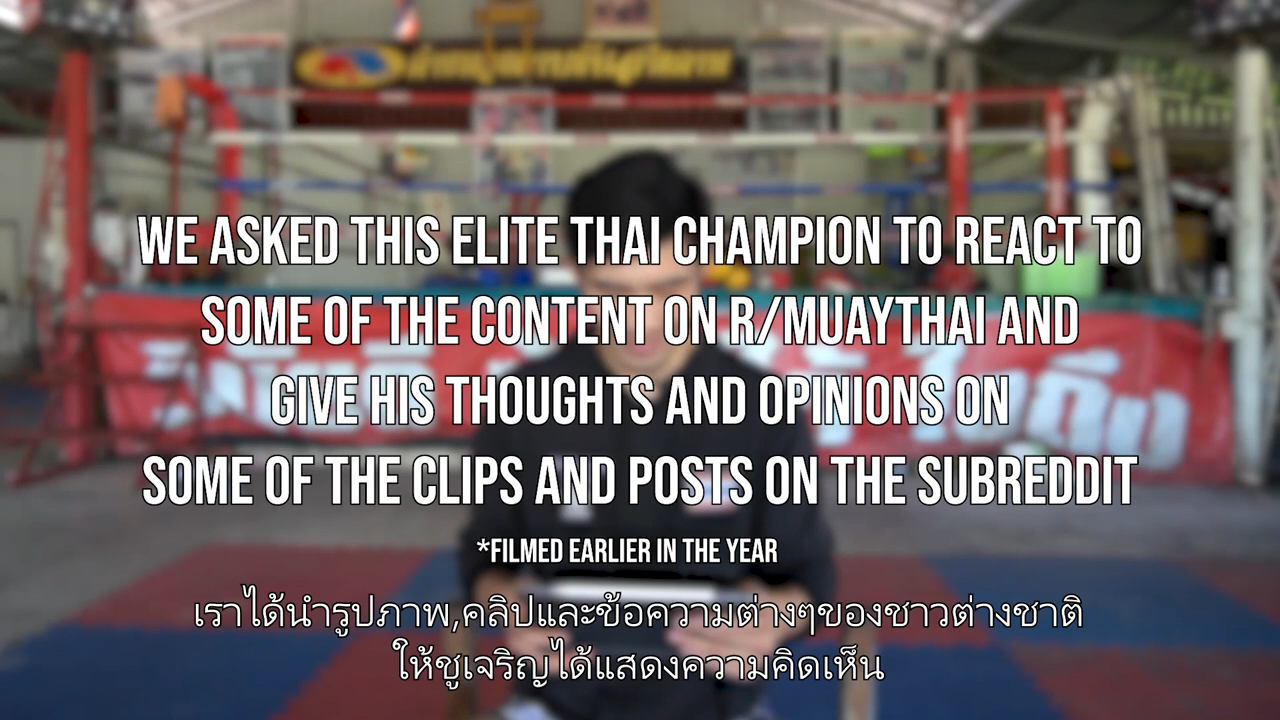 WE ASKED THIS ELITE THAI CHAMPION TO REACT TO
SOME OF THE CONTENT ON R/MUAYTHAI AND
GIVE HIS THOUGHTS AND OPINIONS ON
SOME OF THE CLIPS AND POSTS ON THE SUBREDDIT
*FILMED EARLIER IN THE YEAR
เราได้นำรูปภาพ,คลิปและข้อความต่างๆของชาวต่างชาติ
ให้ชูเจริญได้แสดงความคิดเห็น